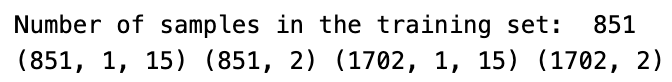 Number of samples in the training set:  851
(851, 1, 15) (851, 2) (1702, 1, 15) (1702, 2)